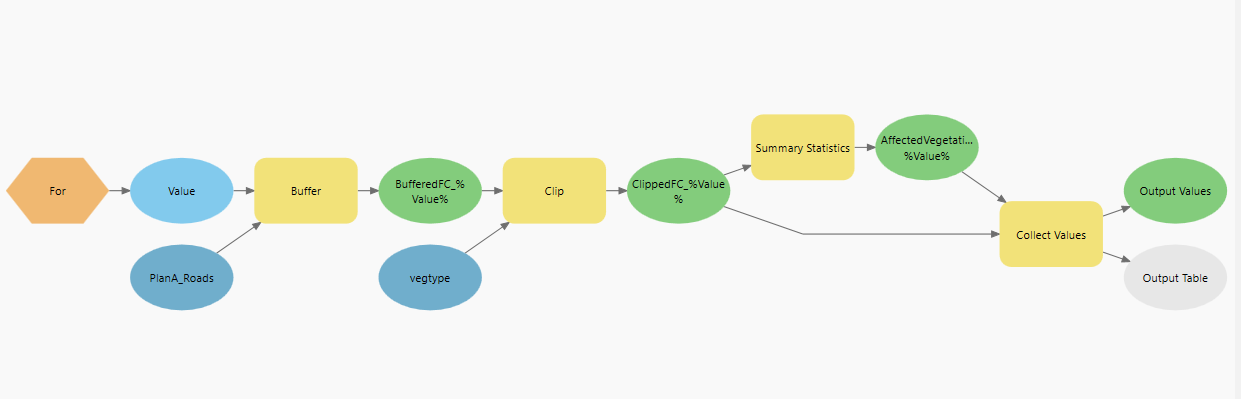 For
Value
Buffer
BufferedFC_%
Value%
Clip
ClippedFC_%Value
%
Summary Statistics
AffectedVegetati...
%Value%
Output Values
Collect Values
PlanA_Roads
vegtype
Output Table